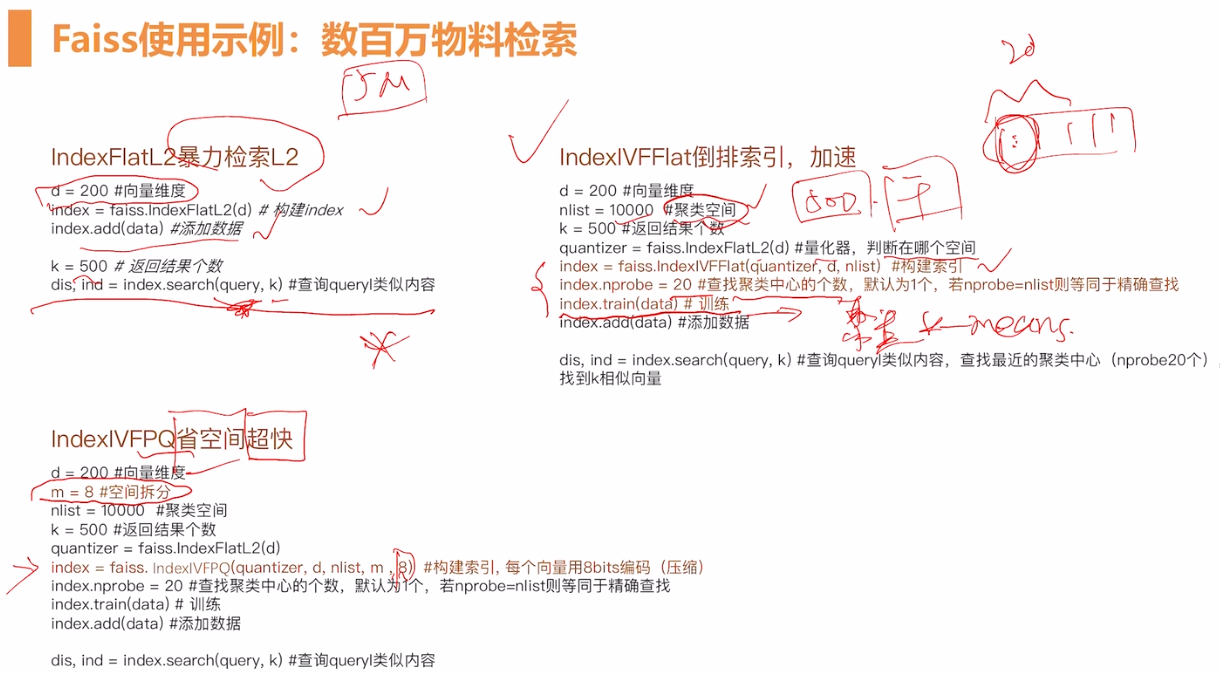 Faiss使用示例：数百万物料检索
5M
20
IndexFlatL2暴力检索L2
d = 200 #向量维度
index = faiss.IndexFlatL2(d) # 构建index
index.add(data) #添加数据
k = 500 # 返回结果个数
dis, ind = index.search(query, k) #查询queryl类似内容
IndexIVFFlat倒排索引，加速
d = 200 #向量维度
nlist = 10000 #聚类空间
500
k = 500 #返回结果个数
quantizer = faiss.IndexFlatL2(d) #量化器，判断在哪个空间
index = faiss.IndexIVFFlat(quantizer, d, nlist) #构建索引
index.nprobe = 20 #查找聚类中心的个数，默认为1个，若nprobe=nlist则等同于精确查找
index.train(data) # 训练
index.add(data) #添加数据
聚类 k-means
dis, ind = index.search(query, k) #查询queryl类似内容，查找最近的聚类中心（nprobe20个），
找到k相似向量
IndexIVFPQ省空间超快
d = 200 #向量维度
m = 8 #空间拆分
nlist = 10000 #聚类空间
k = 500 #返回结果个数
quantizer = faiss.IndexFlatL2(d)
index = faiss. IndexIVFPQ(quantizer, d, nlist, m , 8) #构建索引, 每个向量用8bits编码（压缩）
index.nprobe = 20 #查找聚类中心的个数，默认为1个，若nprobe=nlist则等同于精确查找
index.train(data) # 训练
index.add(data) #添加数据
dis, ind = index.search(query, k) #查询queryl类似内容